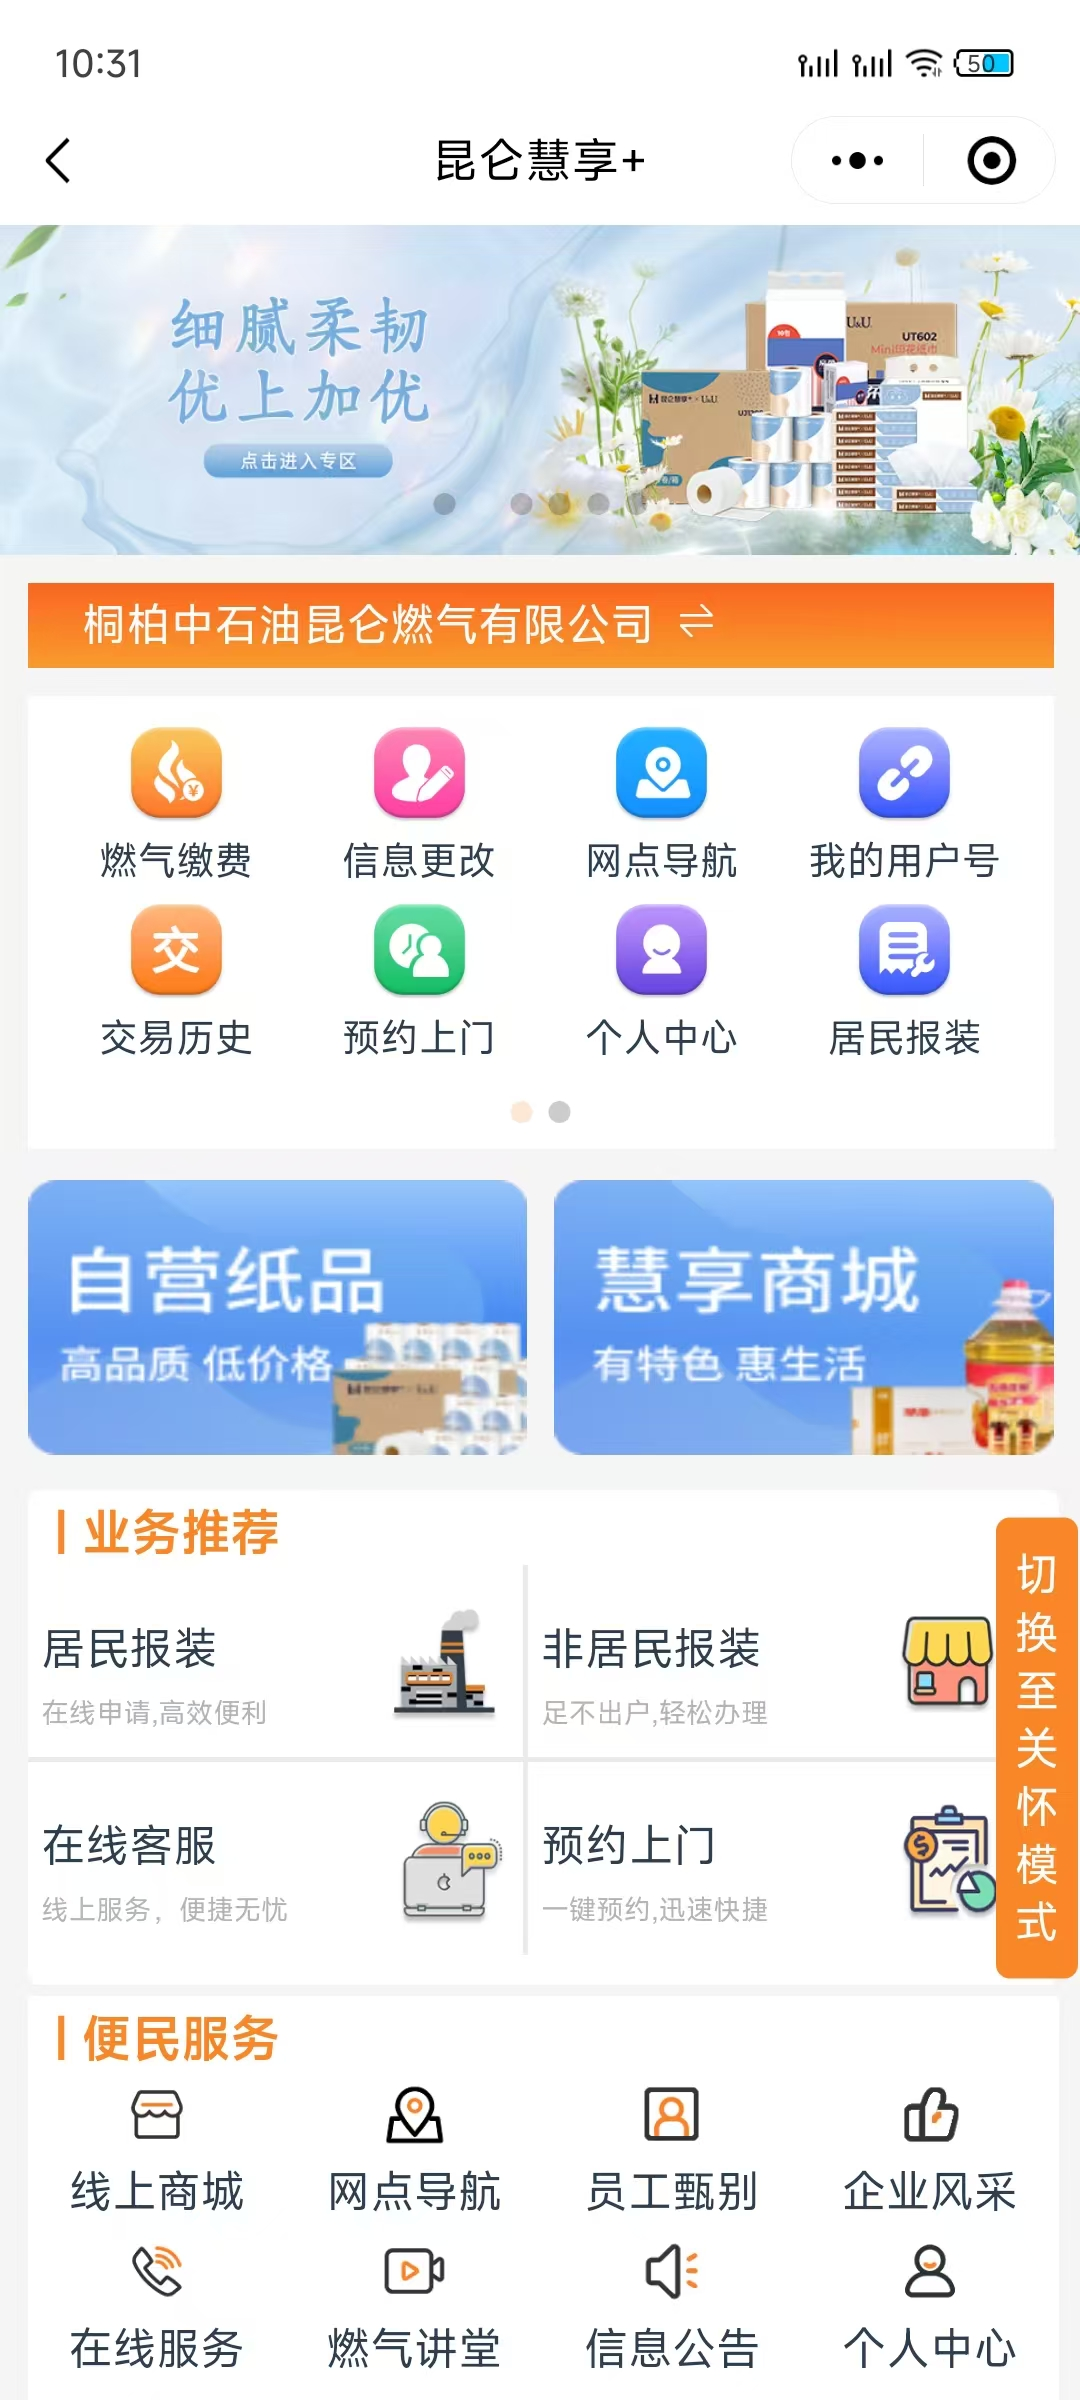 10:31
50
昆仑慧享+
细腻柔韧
优上加优
点击进入专区
U&U
UT602
Mini印花纸巾
桐柏中石油昆仑燃气有限公司
燃气缴费 信息更改 网点导航 我的用户号
交
交易历史 预约上门 个人中心 居民报装
自营纸品 慧享商城
高品质 低价格 有特色 惠生活
业务推荐
居民报装 非居民报装
在线申请,高效便利 足不出户,轻松办理
在线客服 预约上门
线上服务，便捷无忧 一键预约,迅速快捷
切换至关怀模式
便民服务
线上商城 网点导航 员工甄别 企业风采
在线服务 燃气讲堂 信息公告 个人中心